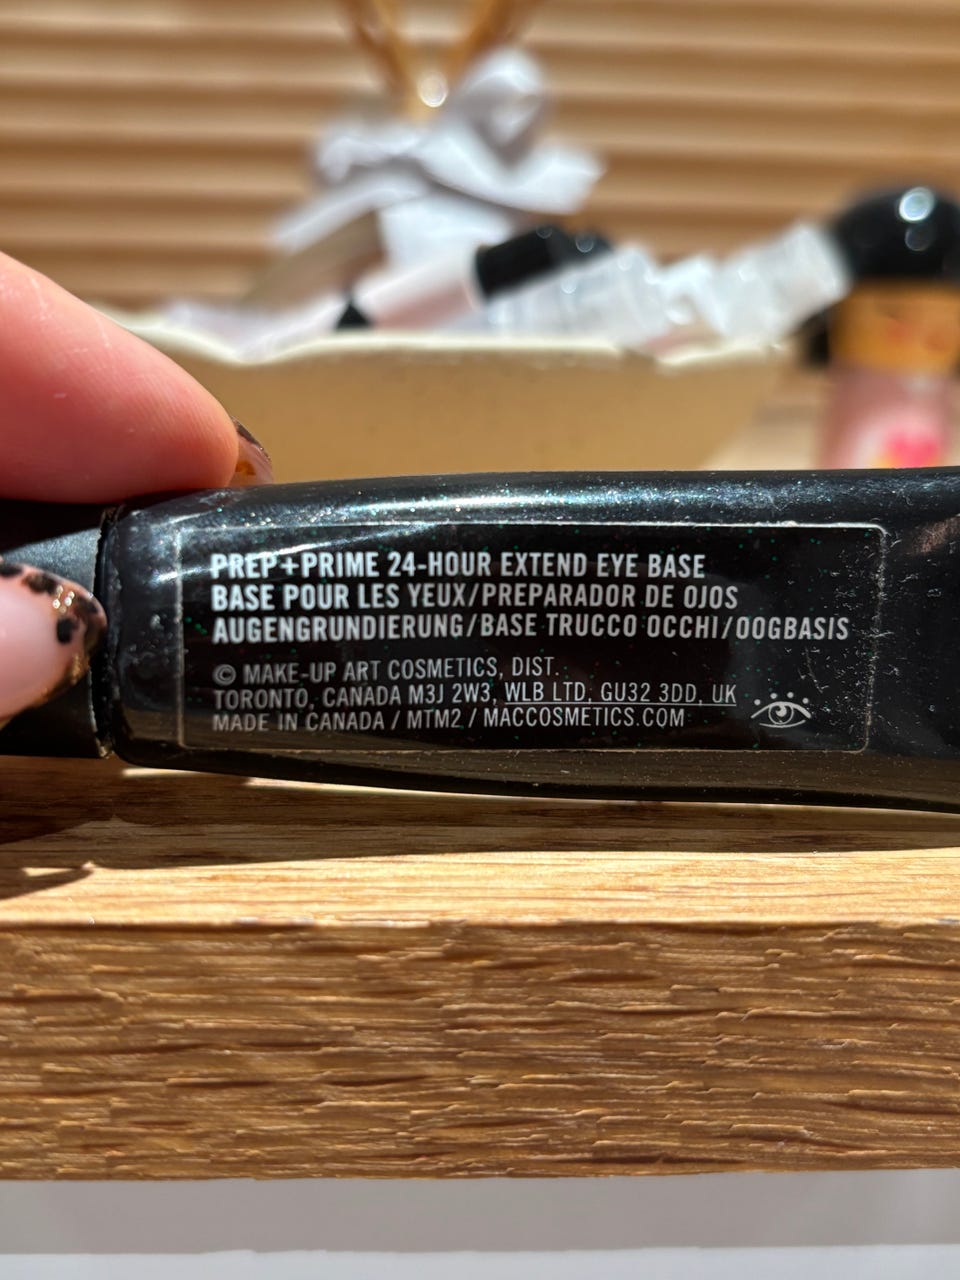 PREP+PRIME 24-HOUR EXTEND EYE BASE
BASE POUR LES YEUX/PREPARADOR DE OJOS
AUGENGRUNDIERUNG/BASE TRUCCO OCCHI/OOGBASIS
© MAKE-UP ART COSMETICS, DIST.
TORONTO, CANADA M3J 2W3, WLB LTD, GU32 3DD, UK
MADE IN CANADA / MTM2 / MACCOSMETICS.COM